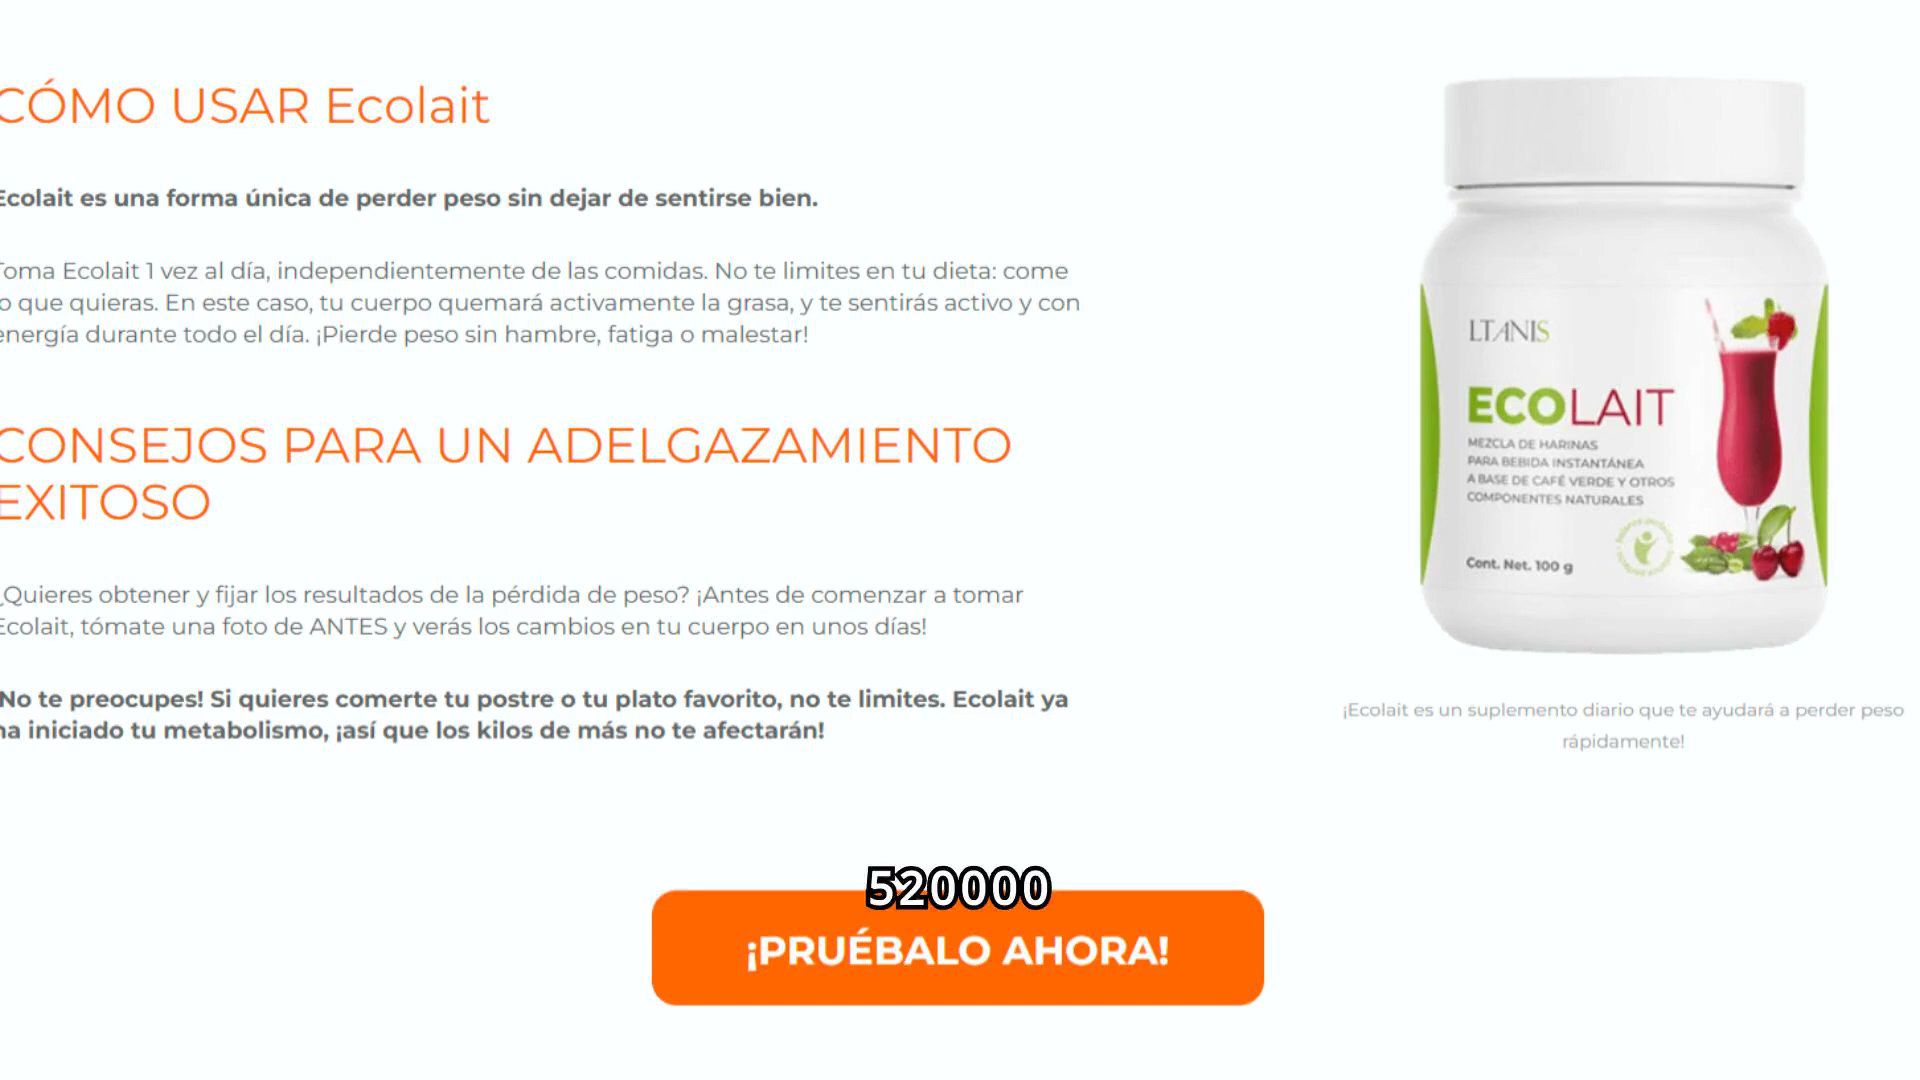 CÓMO USAR Ecolait
Ecolait es una forma única de perder peso sin dejar de sentirse bien.
Toma Ecolait 1 vez al día, independientemente de las comidas. No te limites en tu dieta: come
lo que quieras. En este caso, tu cuerpo quemará activamente la grasa, y te sentirás activo y con
energía durante todo el día. ¡Pierde peso sin hambre, fatiga o malestar!
CONSEJOS PARA UN ADELGAZAMIENTO
EXITOSO
¿Quieres obtener y fijar los resultados de la pérdida de peso? ¡Antes de comenzar a tomar
Ecolait, tómate una foto de ANTES y verás los cambios en tu cuerpo en unos días!
¡No te preocupes! Si quieres comerte tu postre o tu plato favorito, no te limites. Ecolait ya
ha iniciado tu metabolismo, ¡así que los kilos de más no te afectarán!
LTANIS
ECOLAIT
MEZCLA DE HARINAS
PARA BEBIDA INSTANTÁNEA
A BASE DE CAFÉ VERDE Y OTROS
COMPONENTES NATURALES
Cont. Net. 100 g
¡Ecolait es un suplemento diario que te ayudará a perder peso
rápidamente!
520000
¡PRUÉBALO AHORA!